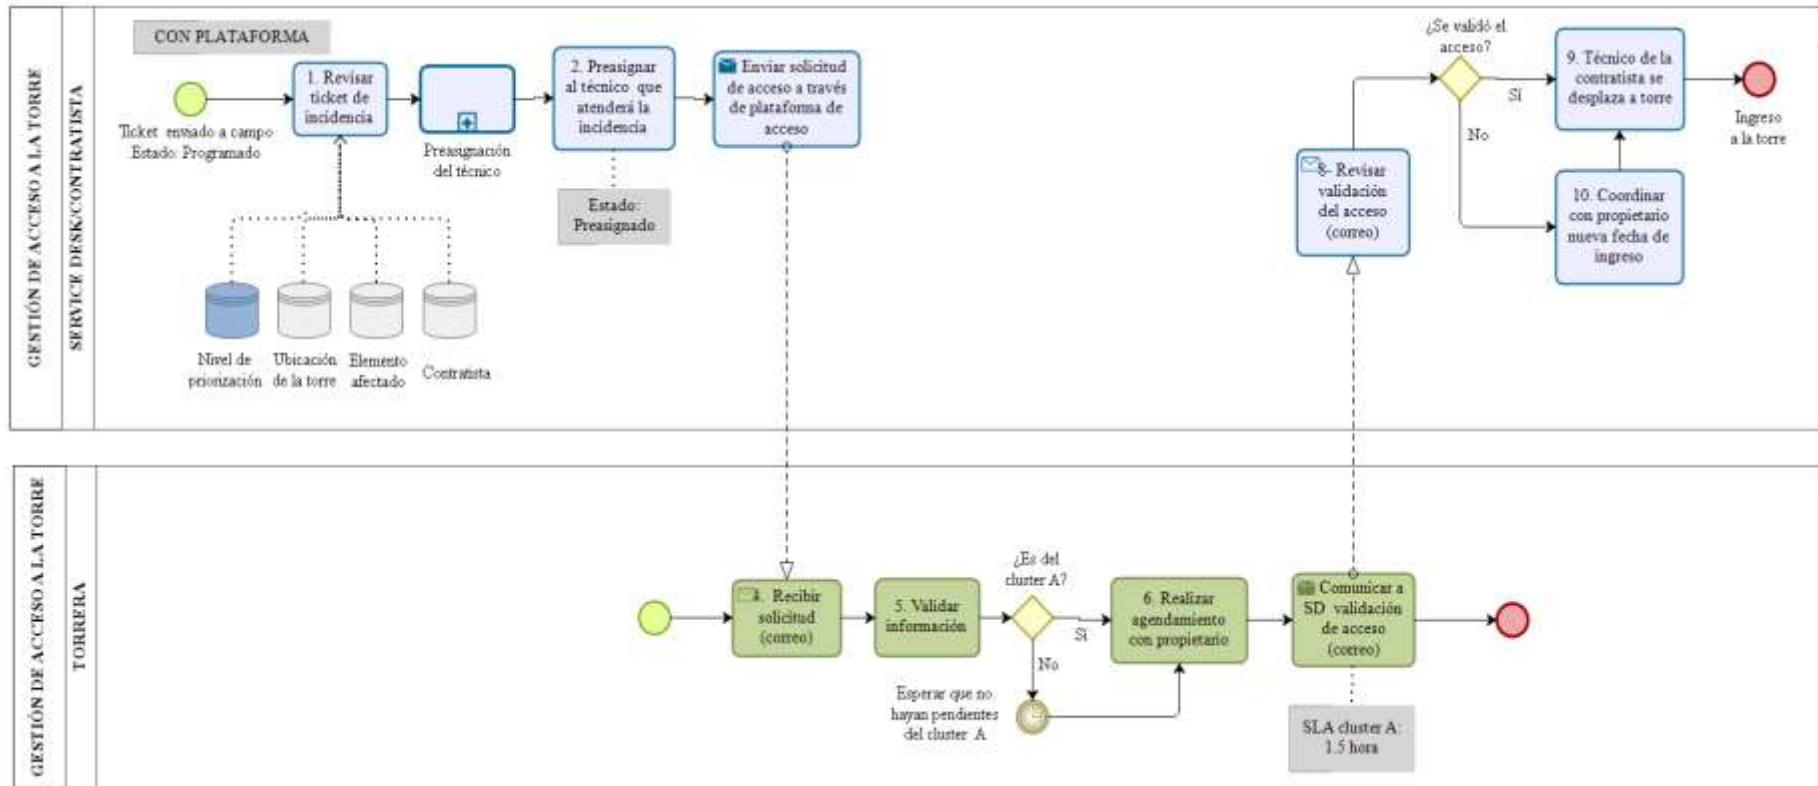 GESTIÓN DE ACCESO A LA TORRE
SERVICE DESK/CONTRATISTA
CON PLATAFORMA
Ticket enviado a campo
Estado: Programado
1. Revisar
ticket de
incidencia
Preasignación
del técnico
2. Preasignar
al técnico que
atenderá la
incidencia
Estado:
Preasignado
Enviar solicitud
de acceso a través
de plataforma de
acceso
Nivel de
priorización
Ubicación
de la torre
Elemento
afectado
Contratista
8- Revisar
validación
del acceso
(correo)
¿Se validó el
acceso?
Sí
No
9. Técnico de la
contratista se
desplaza a torre
10. Coordinar
con propietario
nueva fecha de
ingreso
Ingreso
a la torre
GESTIÓN DE ACCESO A LA TORRE
TORRERA
4. Recibir
solicitud
(correo)
5. Validar
información
¿Es del
cluster A?
Sí
No
Esperar que no
hayan pendientes
del cluster A
6. Realizar
agendamiento
con propietario
Comunicar a
SD validación
de acceso
(correo)
SLA cluster A:
1.5 hora